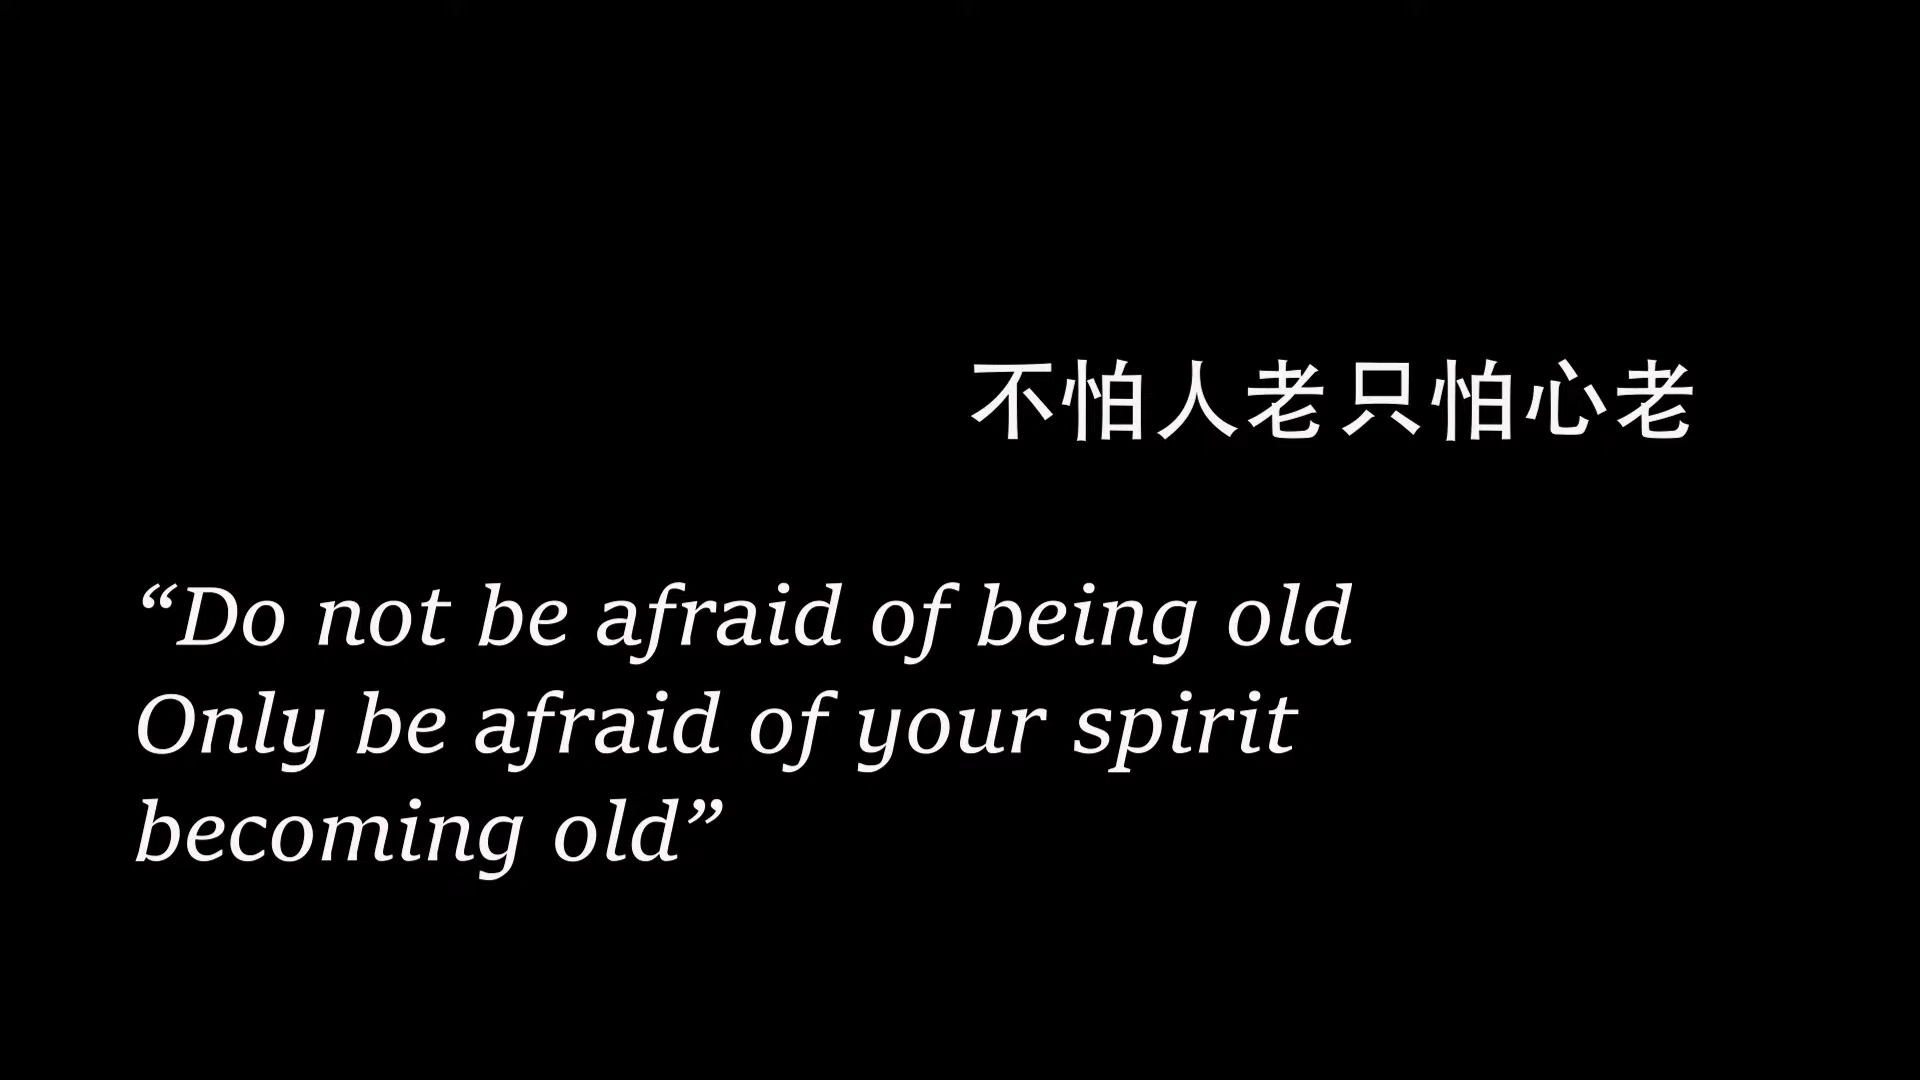 不怕人老只怕心老
“Do not be afraid of being old
Only be afraid of your spirit
becoming old”